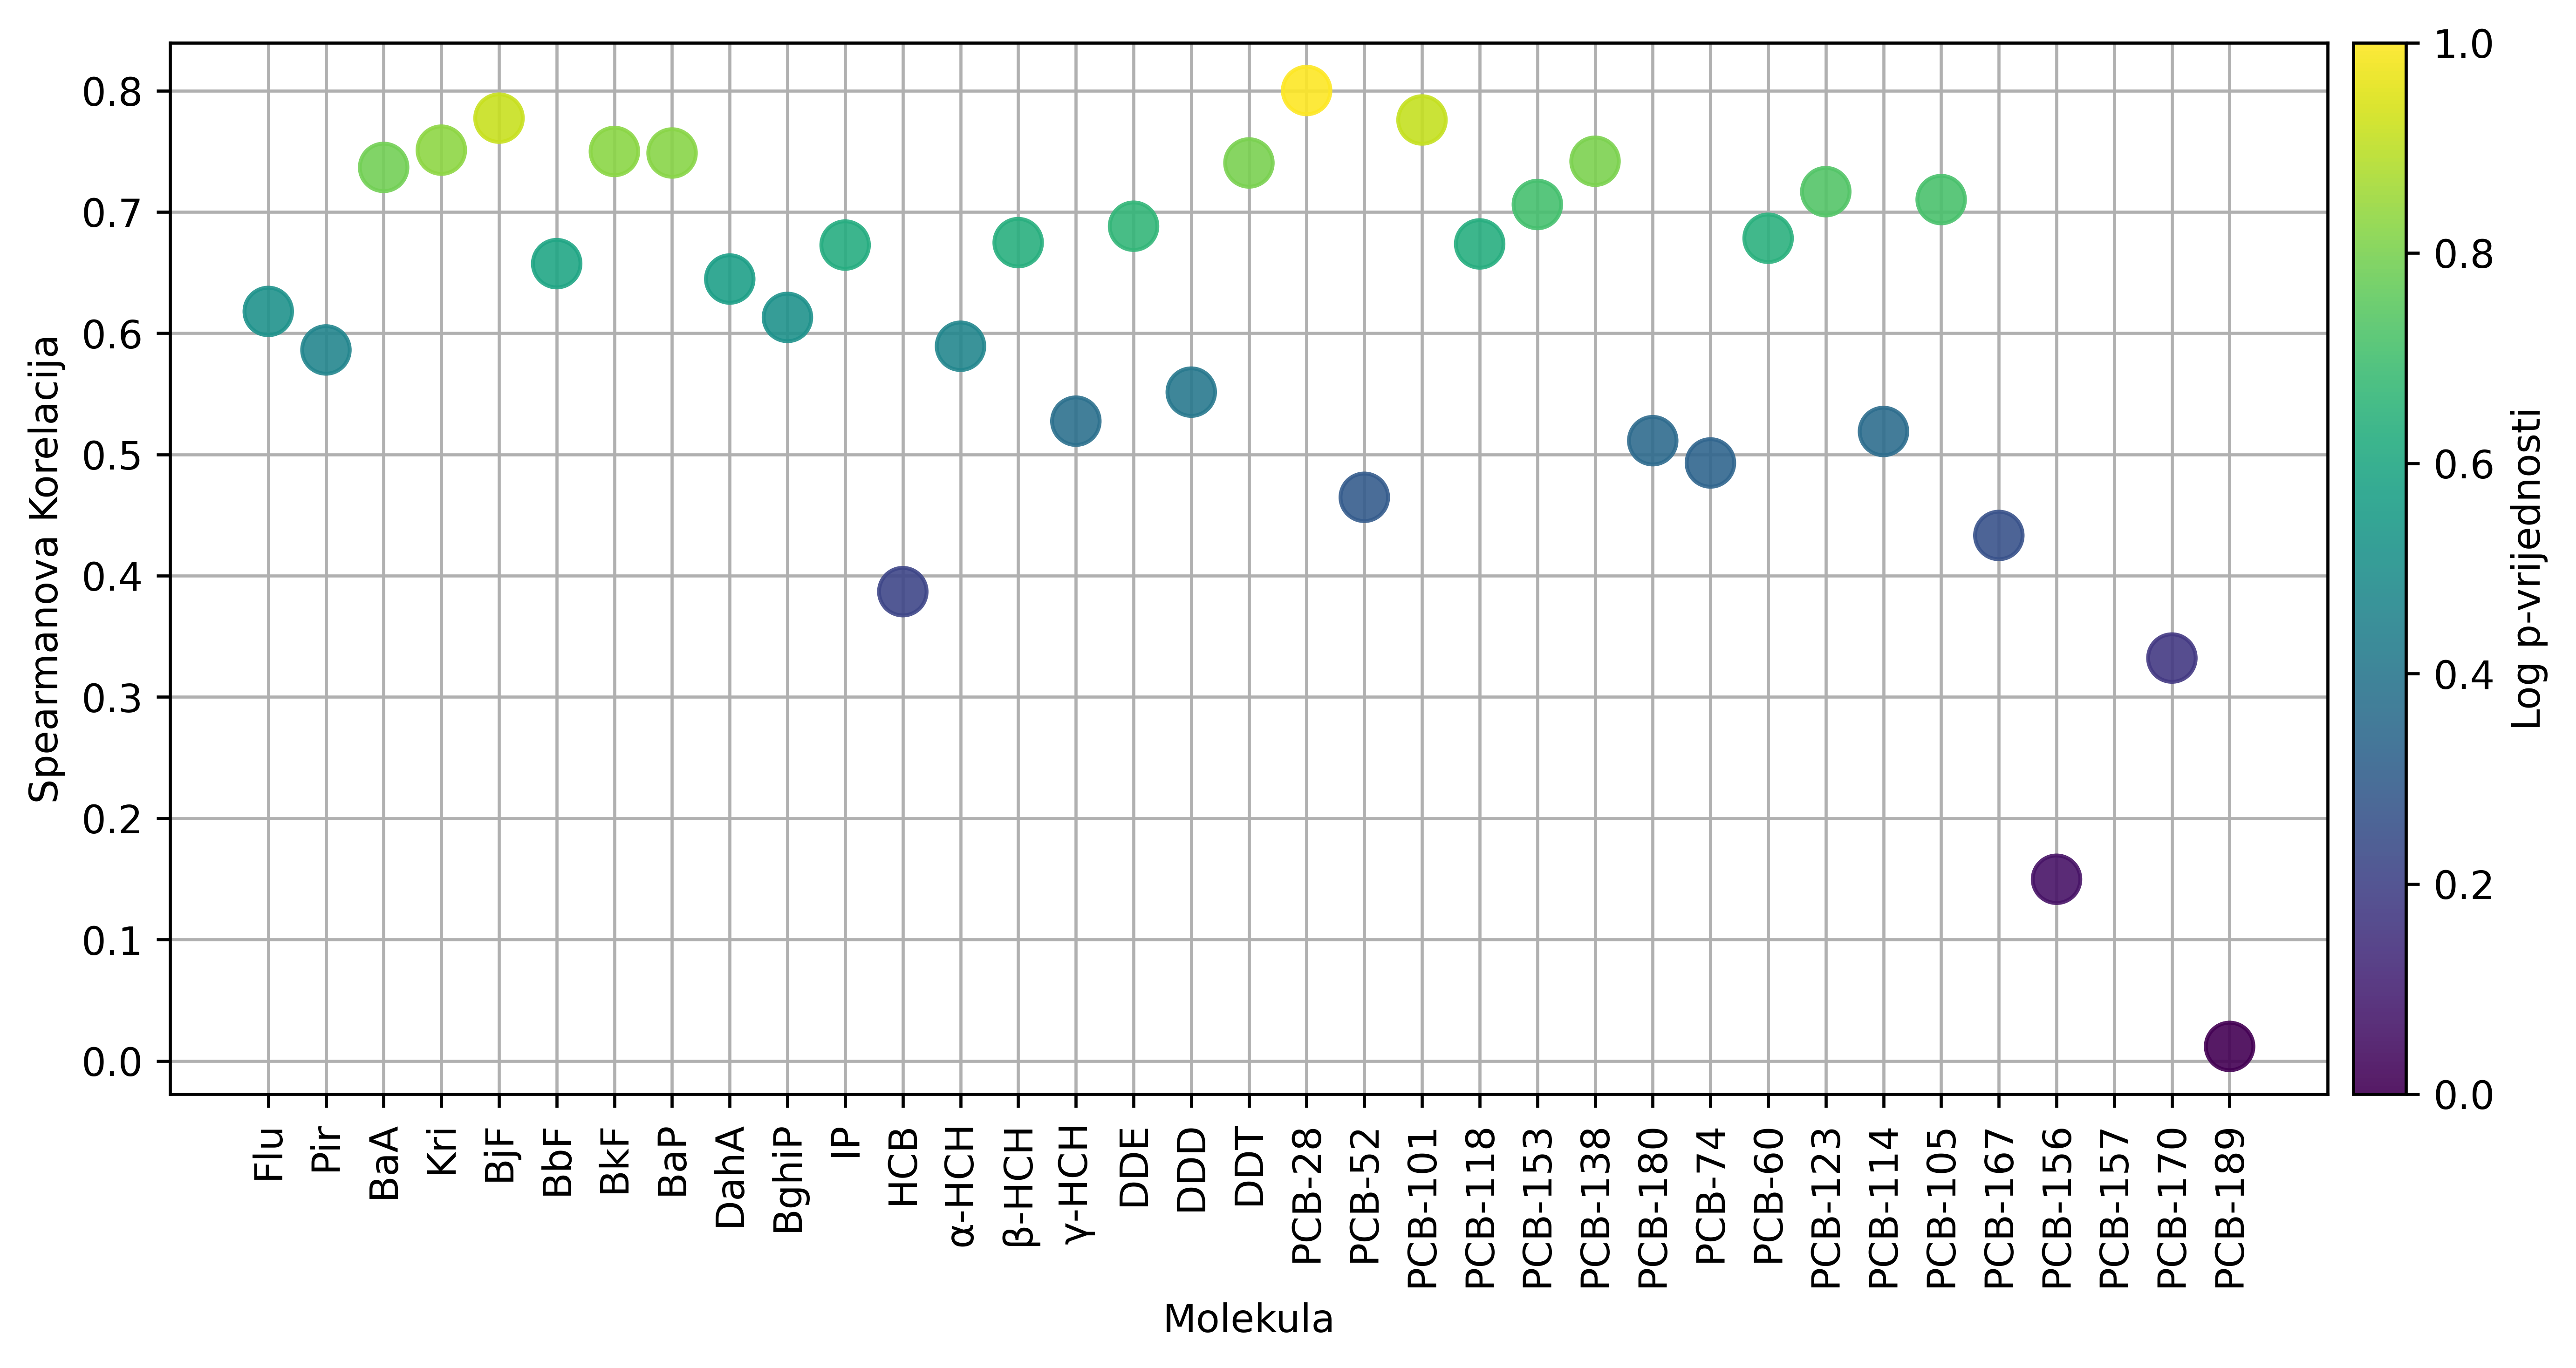 Spearmanova Korelacija
0.8
0.7
0.6
0.5
0.4
0.3
0.2
0.1
0.0
Flu
Pir
BaA
Kri
BjF
BbF
BkF
BaP
DahA
BghiP
IP
HCB
α-HCH
β-HCH
γ-HCH
DDE
DDD
DDT
PCB-28
PCB-52
PCB-101
PCB-118
PCB-153
PCB-138
PCB-180
PCB-74
PCB-60
PCB-123
PCB-114
PCB-105
PCB-167
PCB-156
PCB-157
PCB-170
PCB-189
Molekula
1.0
0.8
0.6
0.4
0.2
0.0
Log p-vrijednosti